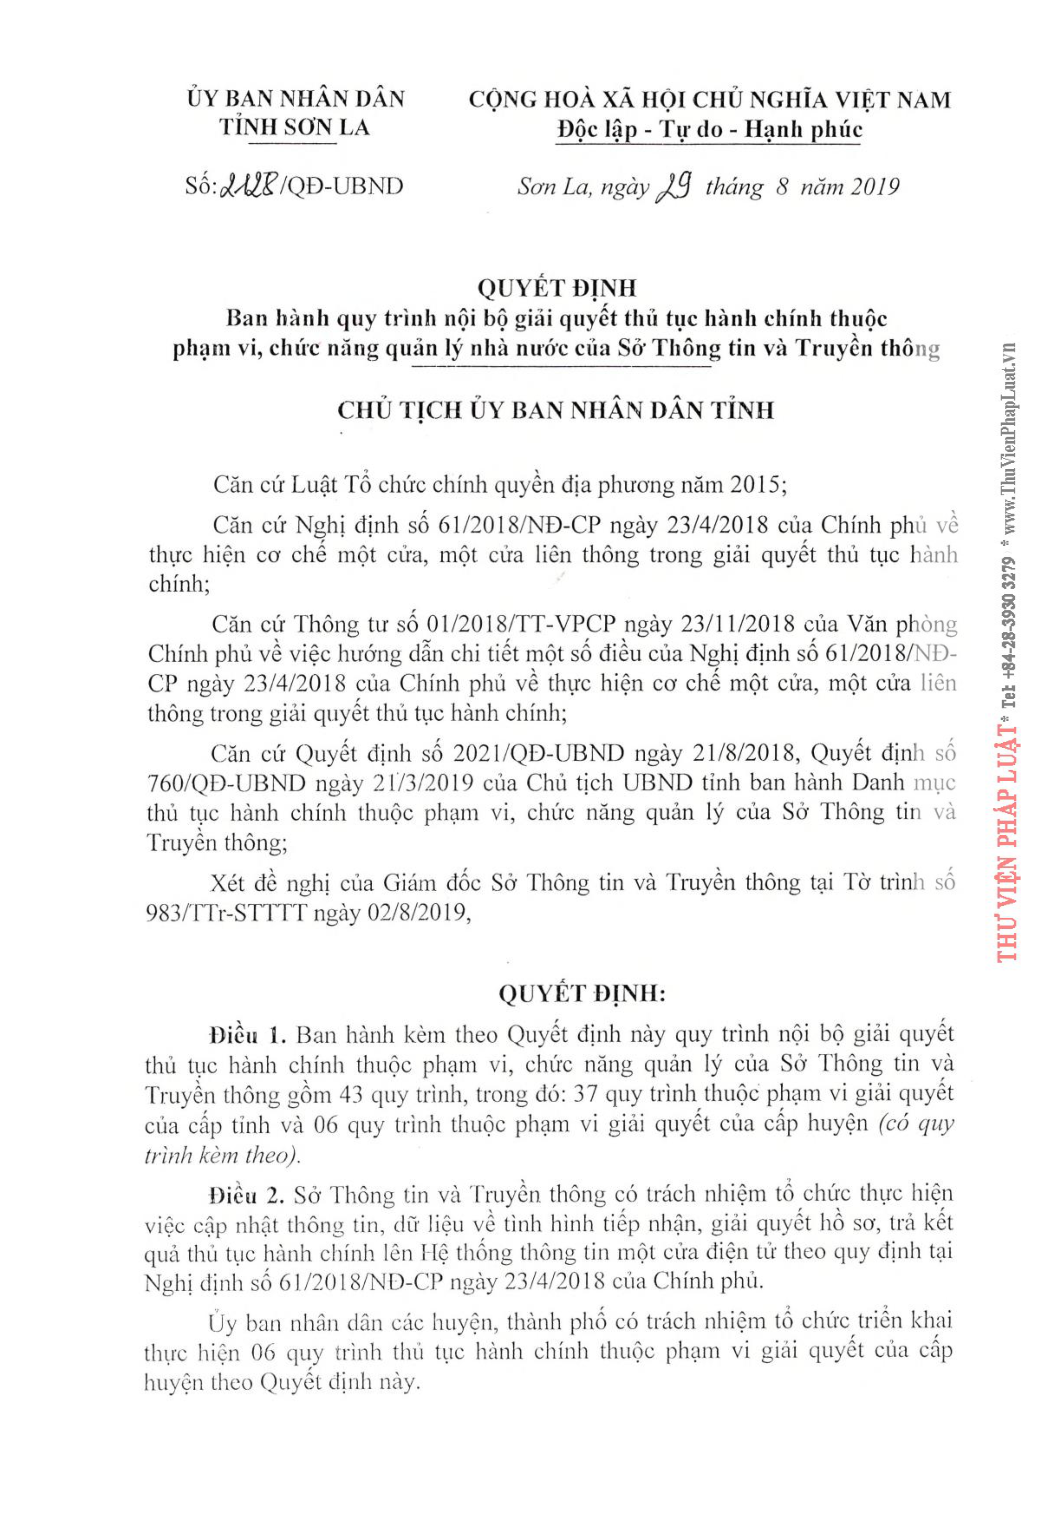 ỦY BAN NHÂN DÂN
TỈNH SƠN LA
CỘNG HOÀ XÃ HỘI CHỦ NGHĨA VIỆT NAM
Độc lập - Tự do - Hạnh phúc
Số: 2128/QĐ-UBND
Sơn La, ngày 29 tháng 8 năm 2019
QUYẾT ĐỊNH
Ban hành quy trình nội bộ giải quyết thủ tục hành chính thuộc
phạm vi, chức năng quản lý nhà nước của Sở Thông tin và Truyền thông
CHỦ TỊCH ỦY BAN NHÂN DÂN TỈNH
Căn cứ Luật Tổ chức chính quyền địa phương năm 2015;
Căn cứ Nghị định số 61/2018/NĐ-CP ngày 23/4/2018 của Chính phủ về
thực hiện cơ chế một cửa, một cửa liên thông trong giải quyết thủ tục hành
chính;
Căn cứ Thông tư số 01/2018/TT-VPCP ngày 23/11/2018 của Văn phòng
Chính phủ về việc hướng dẫn chi tiết một số điều của Nghị định số 61/2018/NĐ-
CP ngày 23/4/2018 của Chính phủ về thực hiện cơ chế một cửa, một cửa liên
thông trong giải quyết thủ tục hành chính;
Căn cứ Quyết định số 2021/QĐ-UBND ngày 21/8/2018, Quyết định số
760/QĐ-UBND ngày 21/3/2019 của Chủ tịch UBND tỉnh ban hành Danh mục
thủ tục hành chính thuộc phạm vi, chức năng quản lý của Sở Thông tin và
Truyền thông;
Xét đề nghị của Giám đốc Sở Thông tin và Truyền thông tại Tờ trình số
983/TTr-STTTT ngày 02/8/2019,
QUYẾT ĐỊNH:
Điều 1. Ban hành kèm theo Quyết định này quy trình nội bộ giải quyết
thủ tục hành chính thuộc phạm vi, chức năng quản lý của Sở Thông tin và
Truyền thông gồm 43 quy trình, trong đó: 37 quy trình thuộc phạm vi giải quyết
của cấp tỉnh và 06 quy trình thuộc phạm vi giải quyết của cấp huyện (có quy
trình kèm theo).
Điều 2. Sở Thông tin và Truyền thông có trách nhiệm tổ chức thực hiện
việc cập nhật thông tin, dữ liệu về tình hình tiếp nhận, giải quyết hồ sơ, trả kết
quả thủ tục hành chính lên Hệ thống thông tin một cửa điện tử theo quy định tại
Nghị định số 61/2018/NĐ-CP ngày 23/4/2018 của Chính phủ.
Ủy ban nhân dân các huyện, thành phố có trách nhiệm tổ chức triển khai
thực hiện 06 quy trình thủ tục hành chính thuộc phạm vi giải quyết của cấp
huyện theo Quyết định này.
THƯ VIỆN PHÁP LUẬT * Tel: +84-28-3930 3279 * www.ThuVienPhapLuat.vn